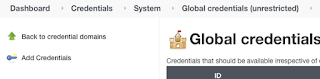 Dashboard Credentials System Global credentials (unrestricted)
Back to credential domains
Add Credentials
Global credentials
Credentials that should be available irrespective of
ID